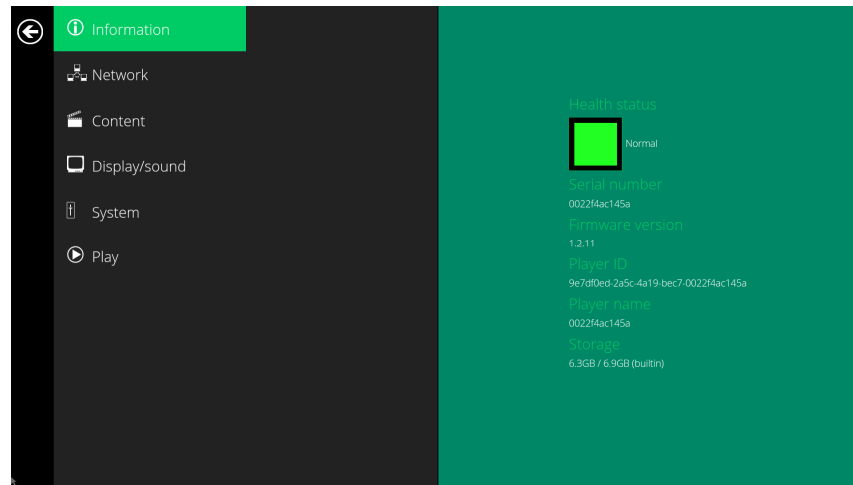 Information
Network
Content
Display/sound
System
Play
Health status
Normal
Serial number
0022f4ac145a
Firmware version
1.2.11
Player ID
9e7df0ed-2a5c-4a19-bec7-0022f4ac145a
Player name
0022f4ac145a
Storage
6.3GB / 6.9GB (builtin)